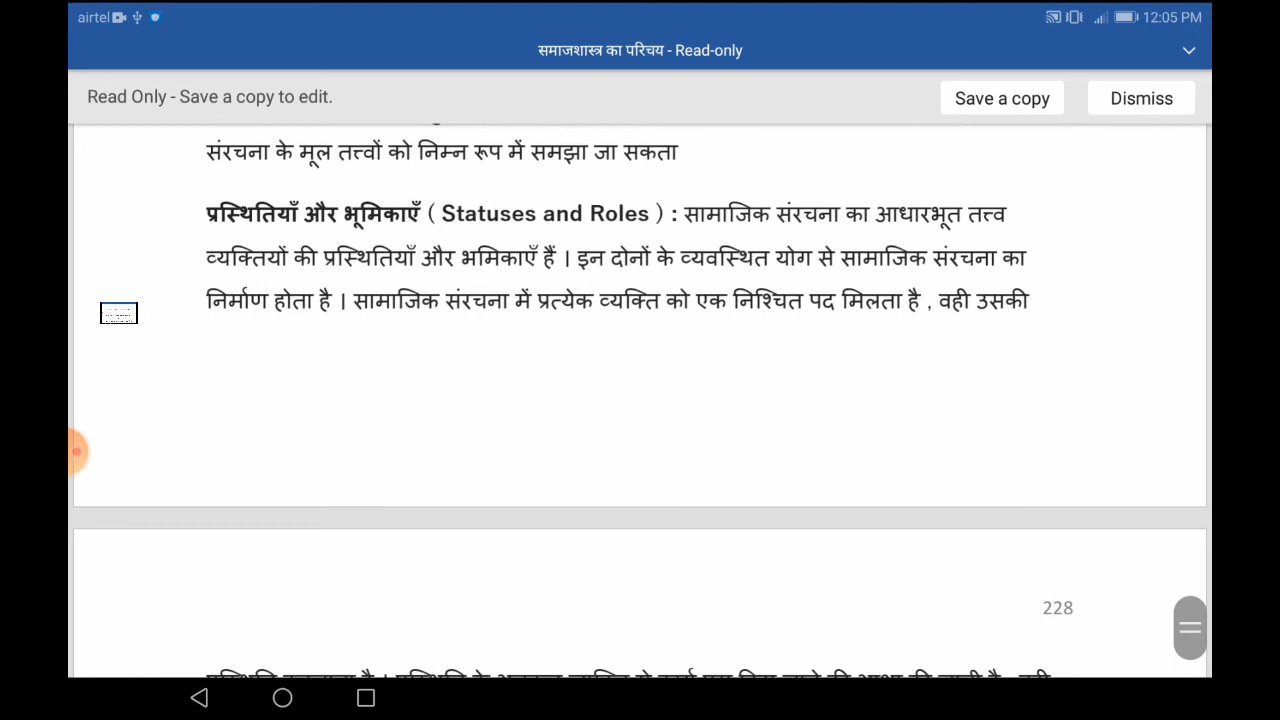 airtel 12:05 PM
समाजशास्त्र का परिचय - Read-only
Read Only - Save a copy to edit. Save a copy Dismiss
संरचना के मूल तत्त्वों को निम्न रूप में समझा जा सकता
प्रस्थितियाँ और भूमिकाएँ ( Statuses and Roles ) : सामाजिक संरचना का आधारभूत तत्त्व
व्यक्तियों की प्रस्थितियाँ और भमिकाएँ हैं । इन दोनों के व्यवस्थित योग से सामाजिक संरचना का
निर्माण होता है । सामाजिक संरचना में प्रत्येक व्यक्ति को एक निश्चित पद मिलता है , वही उसकी
228